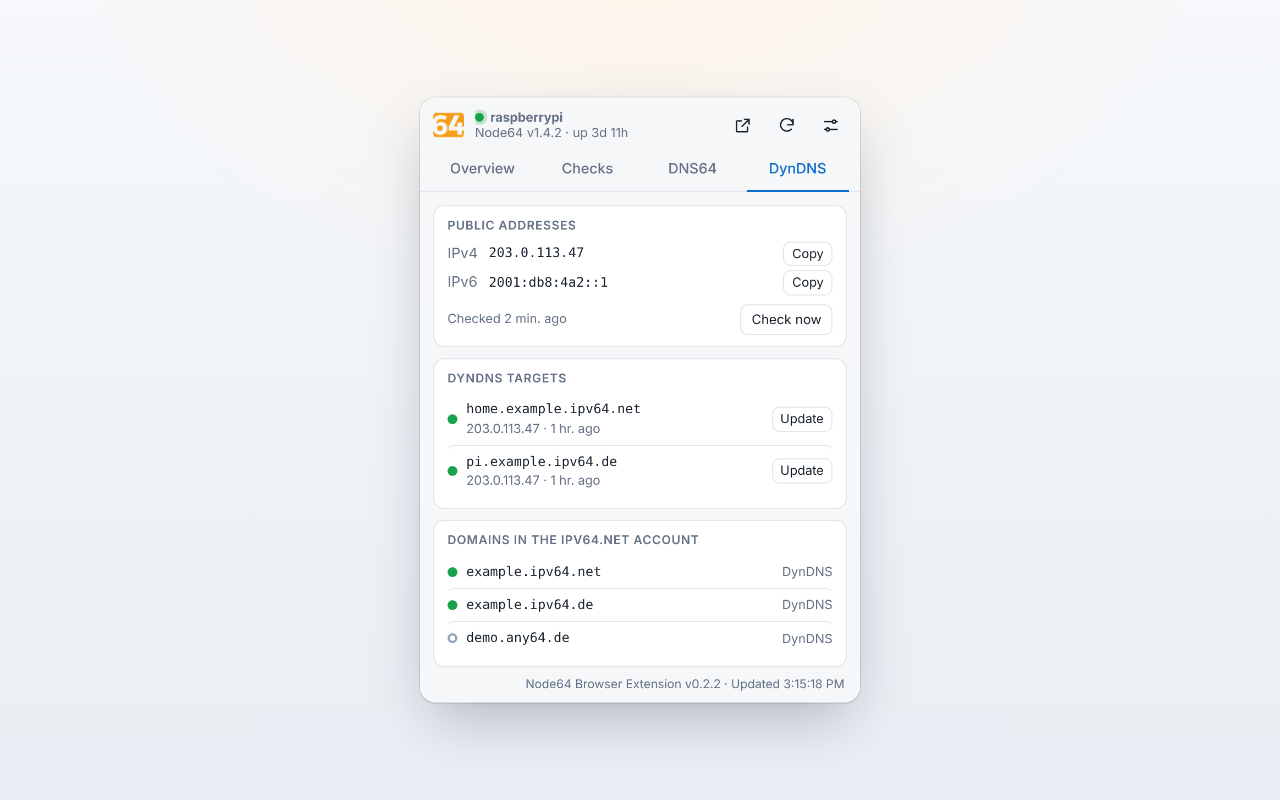 64
raspberrypi
Node64 v1.4.2 · up 3d 11h
Overview Checks DNS64 DynDNS
PUBLIC ADDRESSES
IPv4 203.0.113.47 Copy
IPv6 2001:db8:4a2::1 Copy
Checked 2 min. ago Check now
DYNDNS TARGETS
home.example.ipv64.net
203.0.113.47 · 1 hr. ago Update
pi.example.ipv64.de
203.0.113.47 · 1 hr. ago Update
DOMAINS IN THE IPV64.NET ACCOUNT
example.ipv64.net DynDNS
example.ipv64.de DynDNS
demo.any64.de DynDNS
Node64 Browser Extension v0.2.2 · Updated 3:15:18 PM